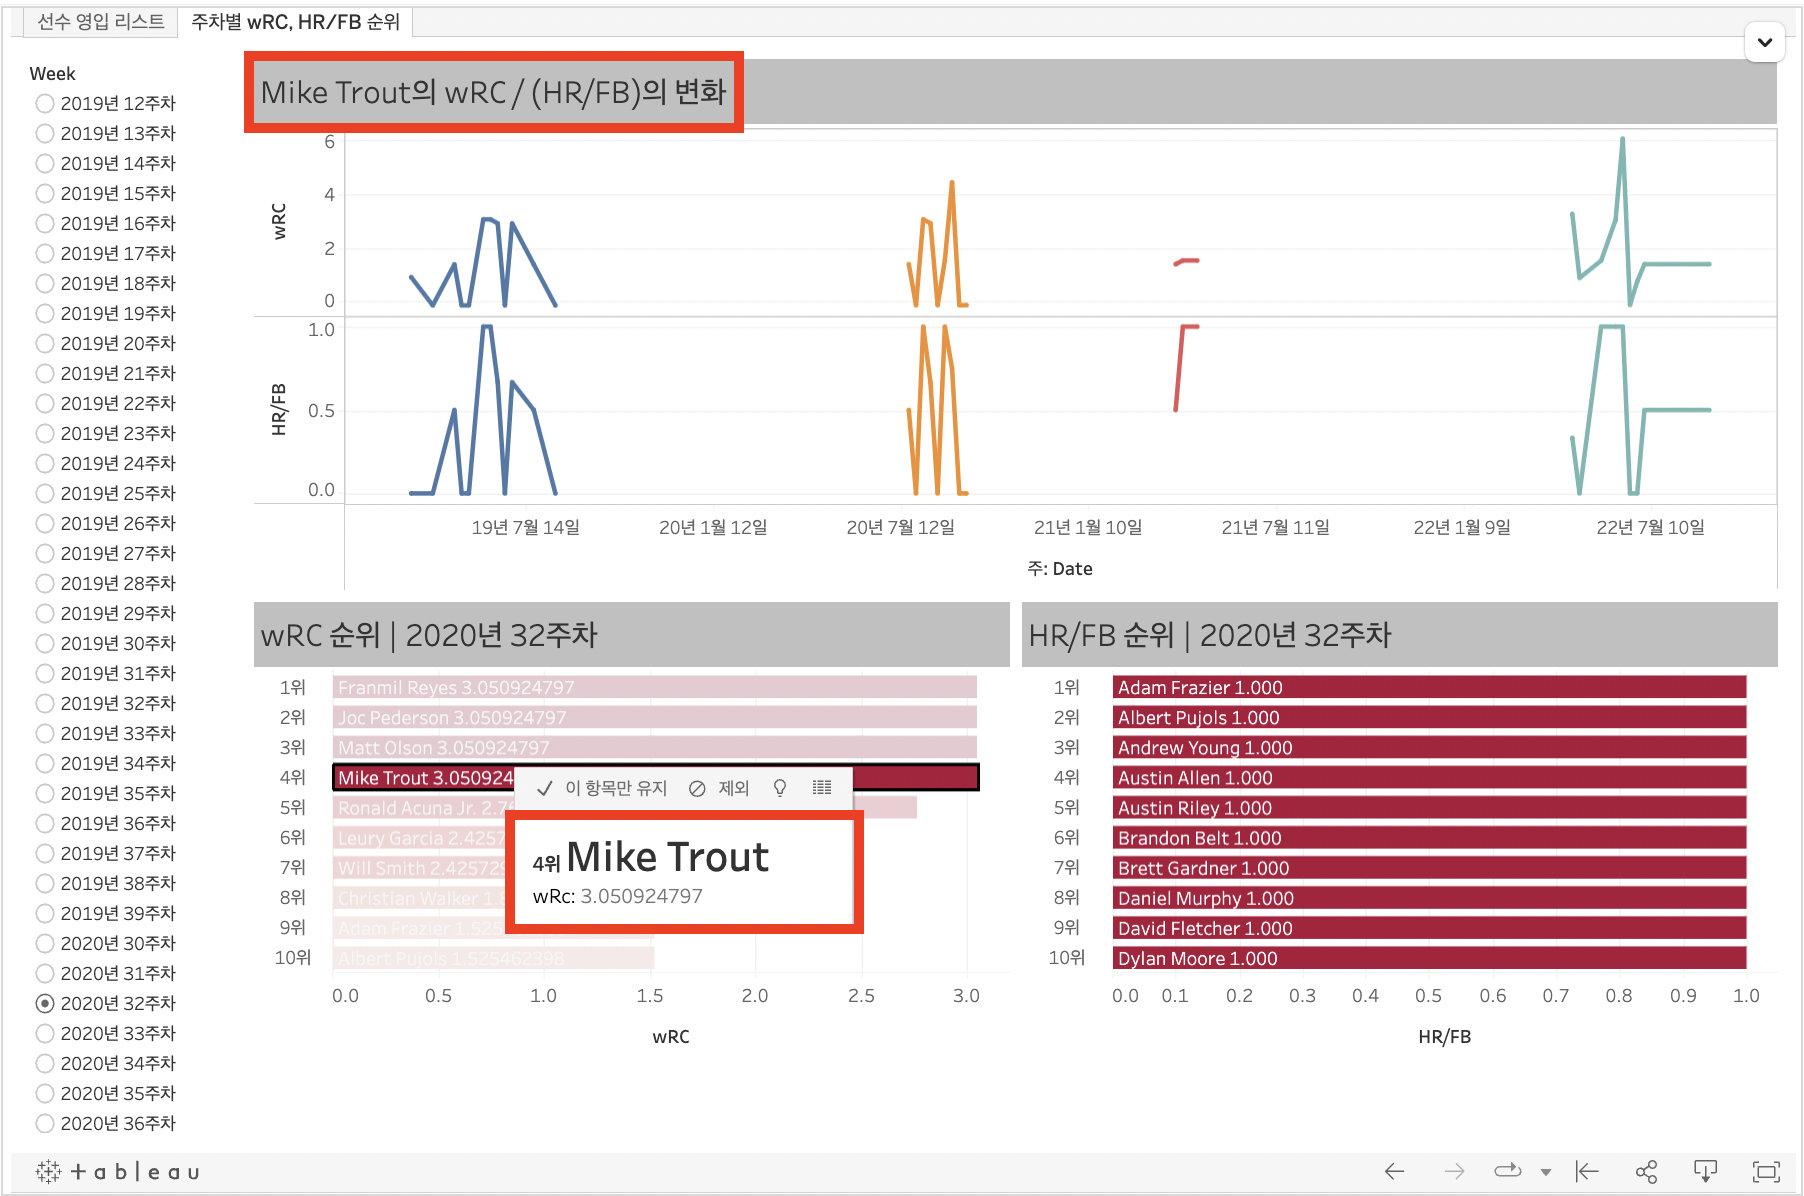 선수 영입 리스트
주차별 wRC, HR/FB 순위
Week
2019년 12주차
2019년 13주차
2019년 14주차
2019년 15주차
2019년 16주차
2019년 17주차
2019년 18주차
2019년 19주차
2019년 20주차
2019년 21주차
2019년 22주차
2019년 23주차
2019년 24주차
2019년 25주차
2019년 26주차
2019년 27주차
2019년 28주차
2019년 29주차
2019년 30주차
2019년 31주차
2019년 32주차
2019년 33주차
2019년 34주차
2019년 35주차
2019년 36주차
2019년 37주차
2019년 38주차
2019년 39주차
2020년 30주차
2020년 31주차
2020년 32주차
2020년 33주차
2020년 34주차
2020년 35주차
2020년 36주차
Mike Trout의 wRC / (HR/FB)의 변화
wRC
6
4
2
0
HR/FB
1.0
0.5
0.0
19년 7월 14일
20년 1월 12일
20년 7월 12일
21년 1월 10일
21년 7월 11일
22년 1월 9일
22년 7월 10일
주: Date
wRC 순위 | 2020년 32주차
1위 Franmil Reyes 3.050924797
2위 Joc Pederson 3.050924797
3위 Matt Olson 3.050924797
4위 Mike Trout 3.050924
5위 Ronald Acuna Jr. 2.76
6위 Leury Garcia 2.4257
7위 Will Smith 2.425729
8위 Christian Walker 1.8
9위 Adam Frazier 1.525
10위 Albert Pujols 1.525462398
이 항목만 유지
제외
4위 Mike Trout
wRc: 3.050924797
0.0 0.5 1.0 1.5 2.0 2.5 3.0
wRC
HR/FB 순위 | 2020년 32주차
1위 Adam Frazier 1.000
2위 Albert Pujols 1.000
3위 Andrew Young 1.000
4위 Austin Allen 1.000
5위 Austin Riley 1.000
6위 Brandon Belt 1.000
7위 Brett Gardner 1.000
8위 Daniel Murphy 1.000
9위 David Fletcher 1.000
10위 Dylan Moore 1.000
0.0 0.1 0.2 0.3 0.4 0.5 0.6 0.7 0.8 0.9 1.0
HR/FB
+ableau